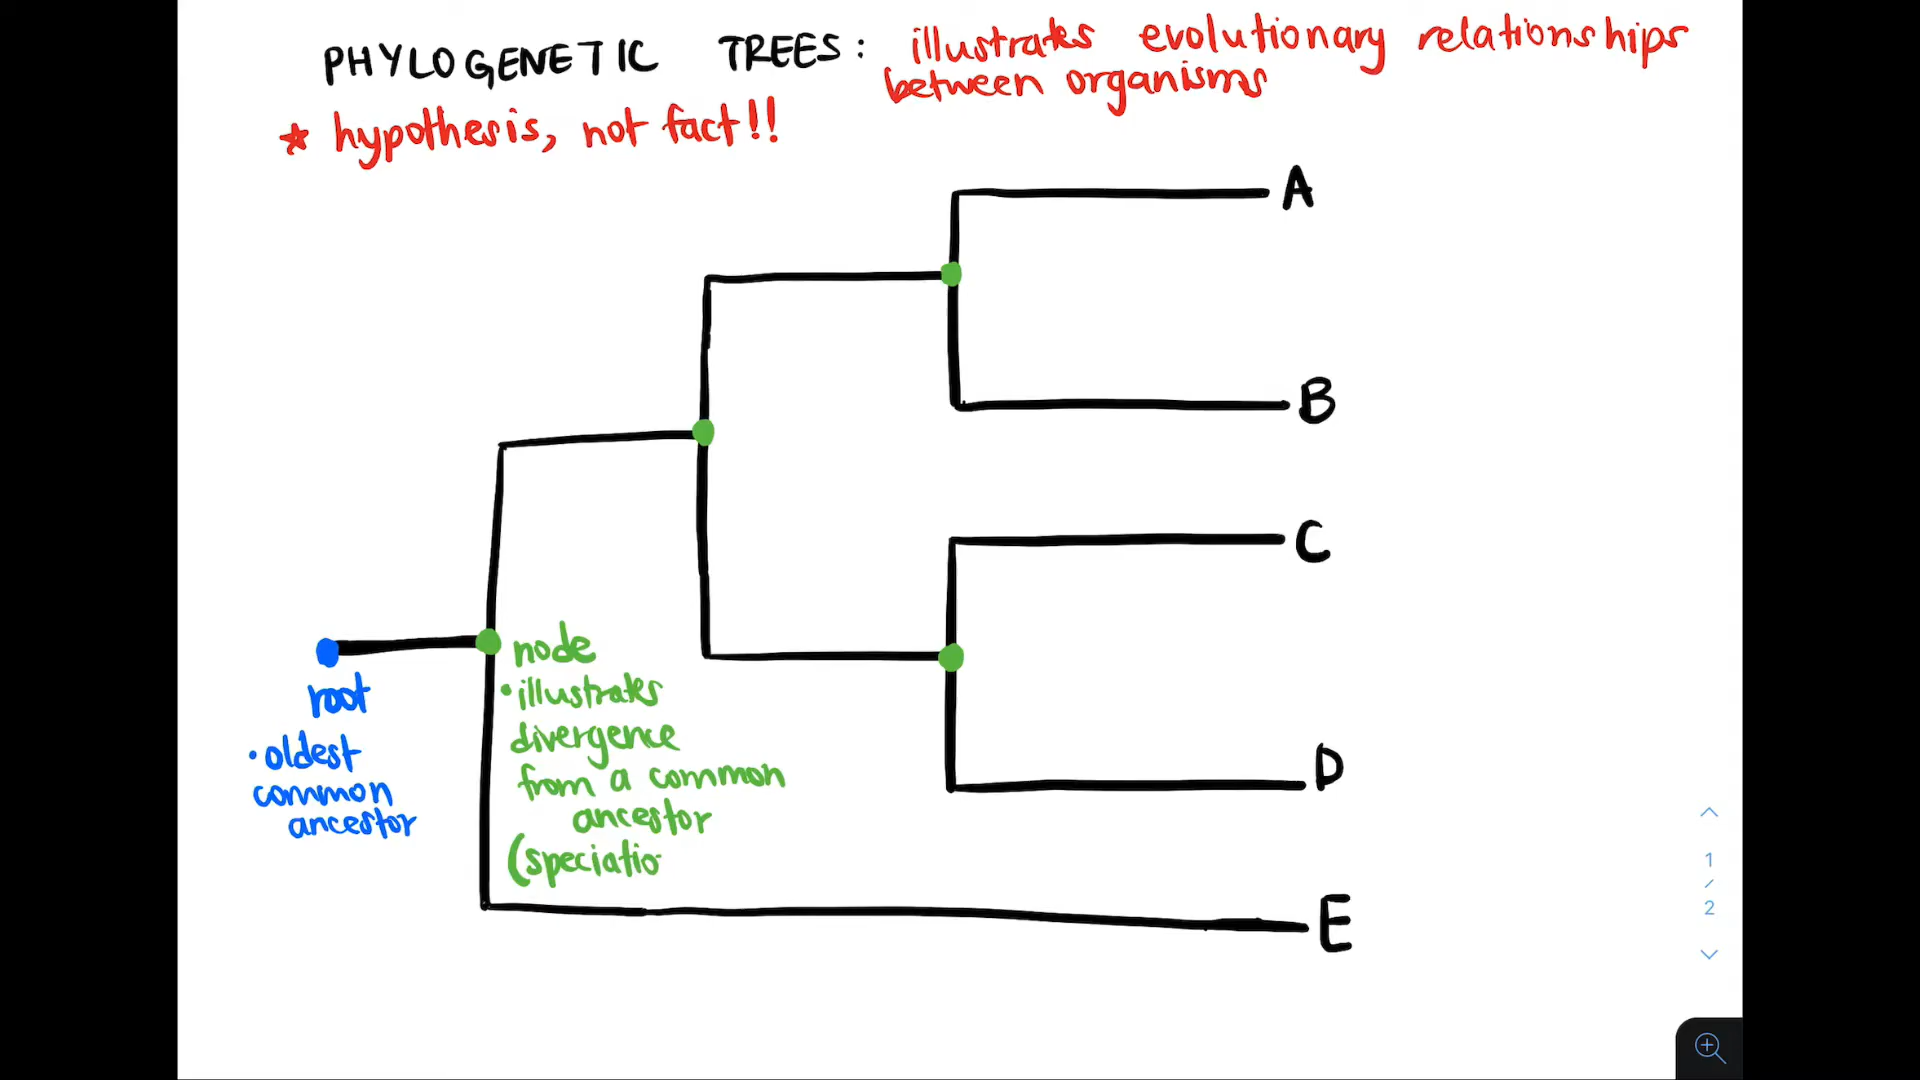 PHYLOGENETIC TREES: illustrates evolutionary relationships
between organisms
* hypothesis, not fact!!
A
B
C
D
E
root
• oldest
common
ancestor
node
• illustrates
divergence
from a common
ancestor
(speciatio
1
/
2